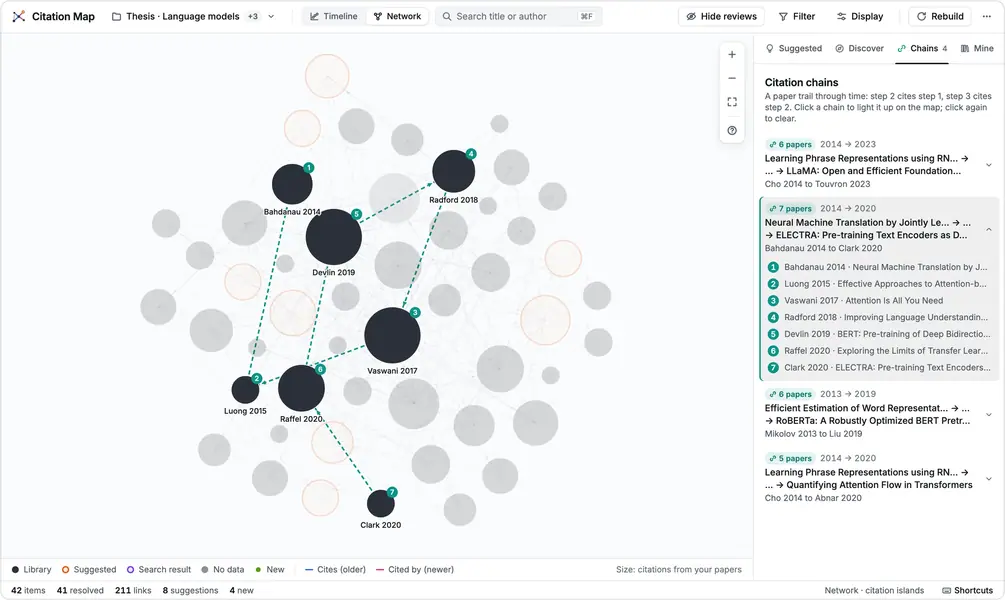 Citation Map
Thesis · Language models +3
Timeline
Network
Search title or author ⌘F
Hide reviews
Filter
Display
Rebuild
Suggested
Discover
Chains 4
Mine
Citation chains
A paper trail through time: step 2 cites step 1, step 3 cites
step 2. Click a chain to light it up on the map; click again
to clear.
6 papers 2014 → 2023
Learning Phrase Representations using RN... →
... → LLaMA: Open and Efficient Foundation...
Cho 2014 to Touvron 2023
7 papers 2014 → 2020
Neural Machine Translation by Jointly Le... → ...
→ ELECTRA: Pre-training Text Encoders as D...
Bahdanau 2014 to Clark 2020
1 Bahdanau 2014 · Neural Machine Translation by J...
2 Luong 2015 · Effective Approaches to Attention-b...
3 Vaswani 2017 · Attention Is All You Need
4 Radford 2018 · Improving Language Understandin...
5 Devlin 2019 · BERT: Pre-training of Deep Bidirectio...
6 Raffel 2020 · Exploring the Limits of Transfer Lear...
7 Clark 2020 · ELECTRA: Pre-training Text Encoders...
6 papers 2013 → 2019
Efficient Estimation of Word Representat... → ...
→ RoBERTa: A Robustly Optimized BERT Pretr...
Mikolov 2013 to Liu 2019
5 papers 2014 → 2020
Learning Phrase Representations using RN... →
... → Quantifying Attention Flow in Transformers
Cho 2014 to Abnar 2020
1
Bahdanau 2014
4
Radford 2018
5
Devlin 2019
3
Vaswani 2017
2
Luong 2015
6
Raffel 2020
7
Clark 2020
Library
Suggested
Search result
No data
New
Cites (older)
Cited by (newer)
Size: citations from your papers
42 items 41 resolved 211 links 8 suggestions 4 new
Network · citation islands
Shortcuts